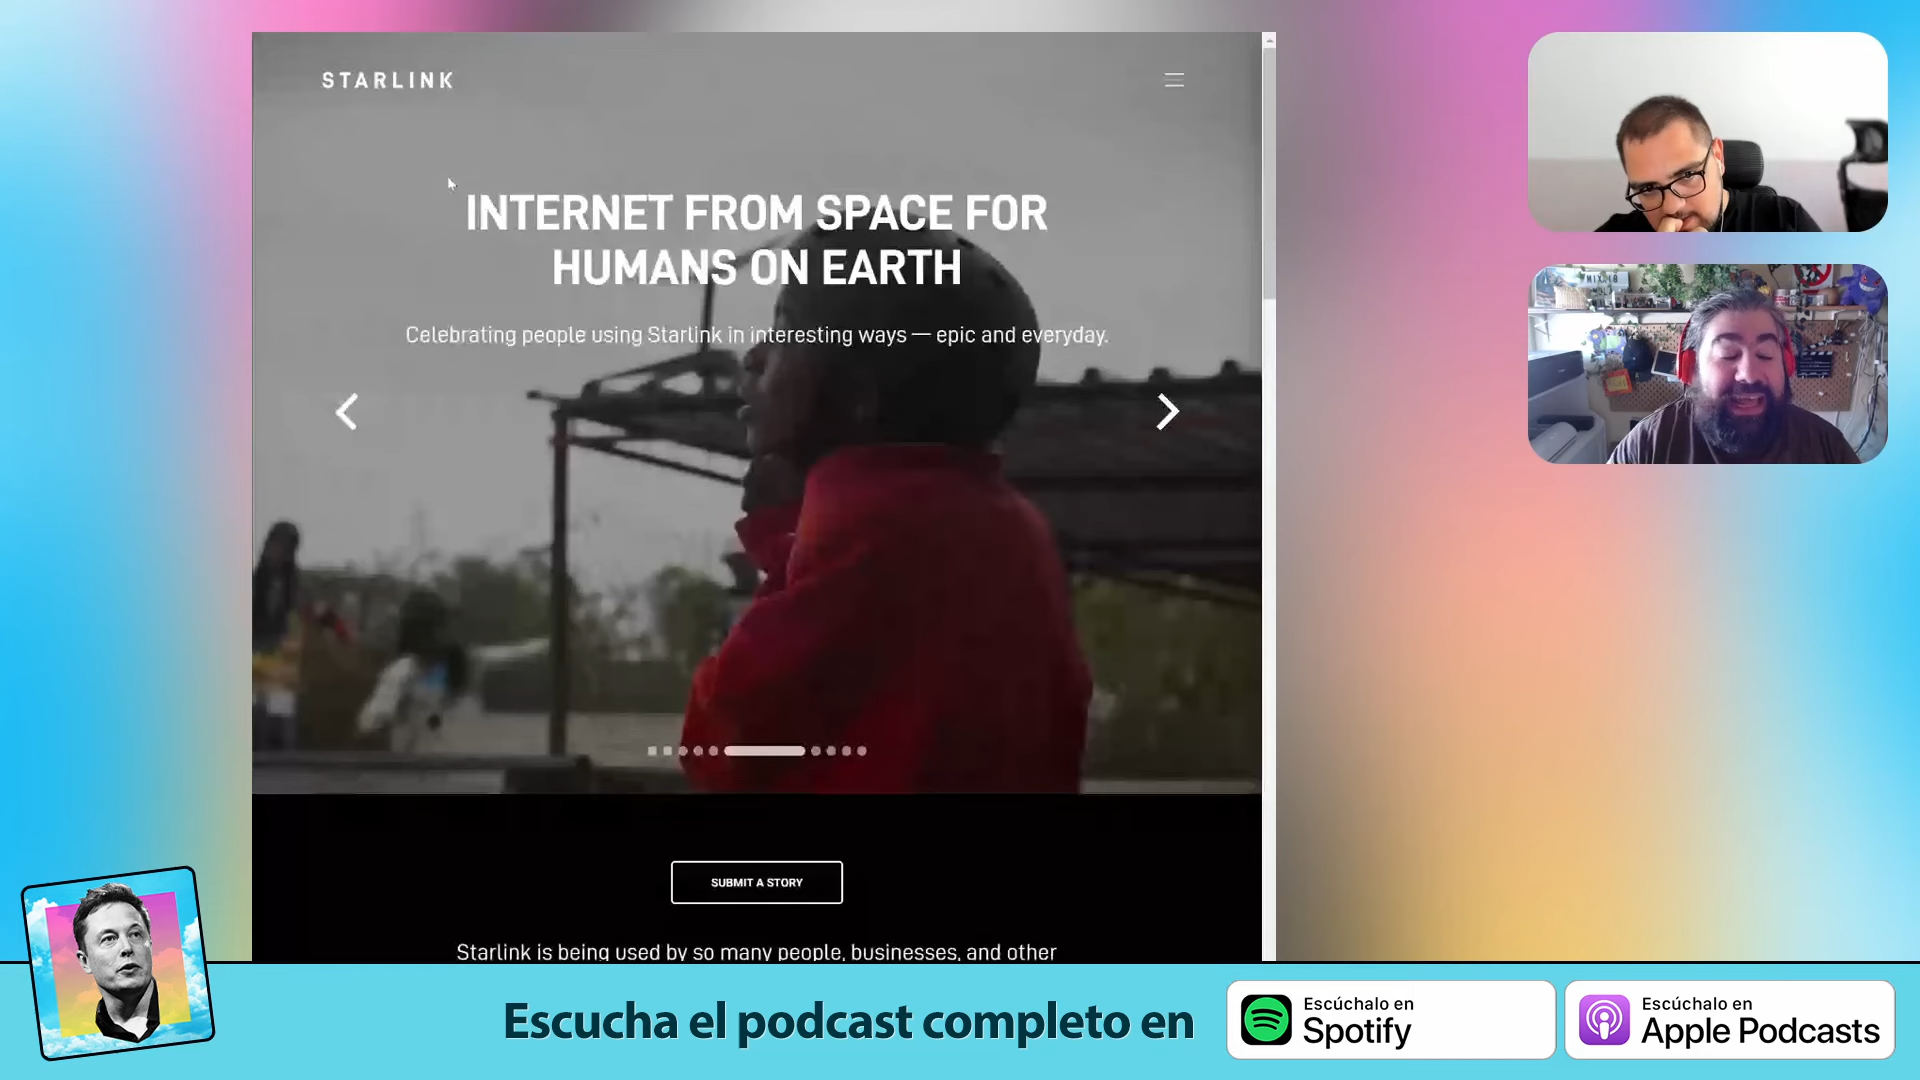 STARLINK
INTERNET FROM SPACE FOR
HUMANS ON EARTH
Celebrating people using Starlink in interesting ways — epic and everyday.
SUBMIT A STORY
Starlink is being used by so many people, businesses, and other
Escucha el podcast completo en
Escúchalo en
Spotify
Escúchalo en
Apple Podcasts